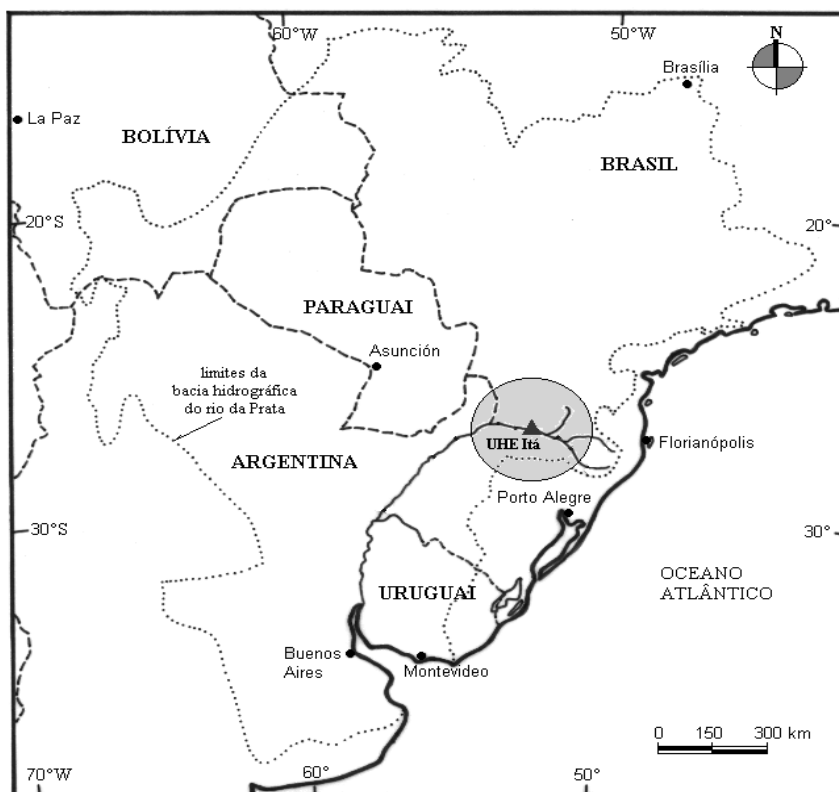 60°W
50°W
N
Brasília
La Paz
BOLÍVIA
BRASIL
20°S
20°
PARAGUAI
Asunción
limites da
bacia hidrográfica
do rio da Prata
UHE Itá
Florianópolis
ARGENTINA
Porto Alegre
30°S
30°
OCEANO
ATLÂNTICO
URUGUAI
Buenos
Aires
Montevideo
0 150 300 km
70°W
60°
50°